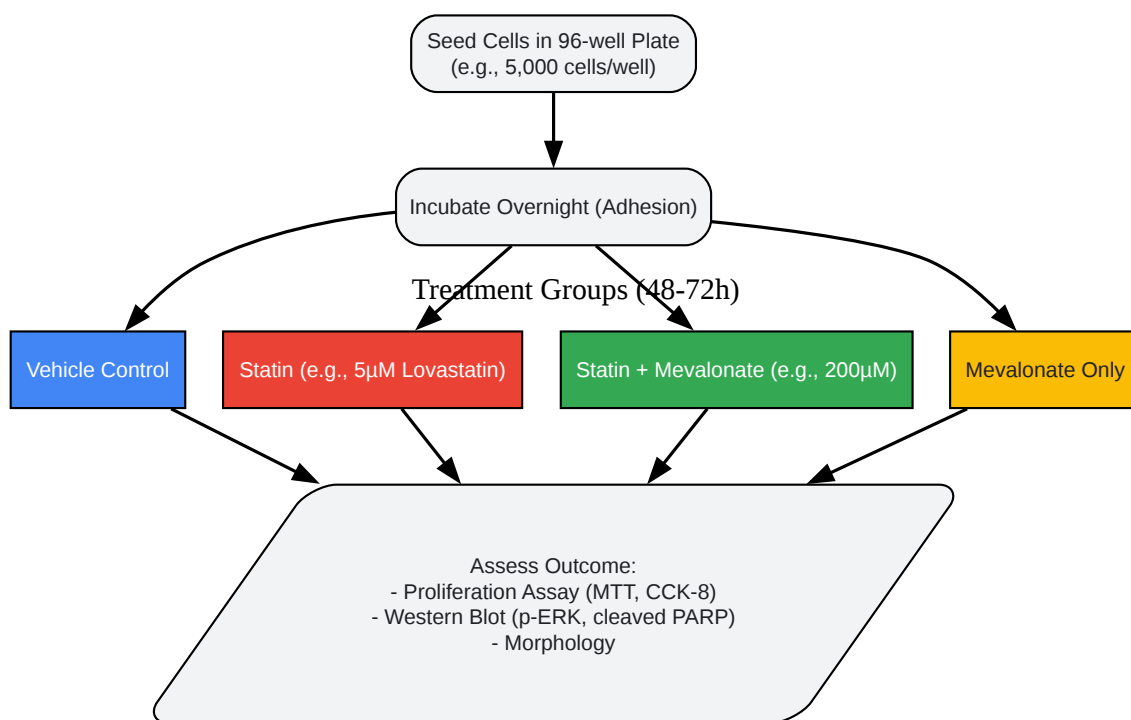 Seed Cells in 96-well Plate
(e.g., 5,000 cells/well)
Incubate Overnight (Adhesion)
Treatment Groups (48-72h)
Vehicle Control
Statin (e.g., 5µM Lovastatin)
Statin + Mevalonate (e.g., 200µM)
Mevalonate Only
Assess Outcome:
- Proliferation Assay (MTT, CCK-8)
- Western Blot (p-ERK, cleaved PARP)
- Morphology